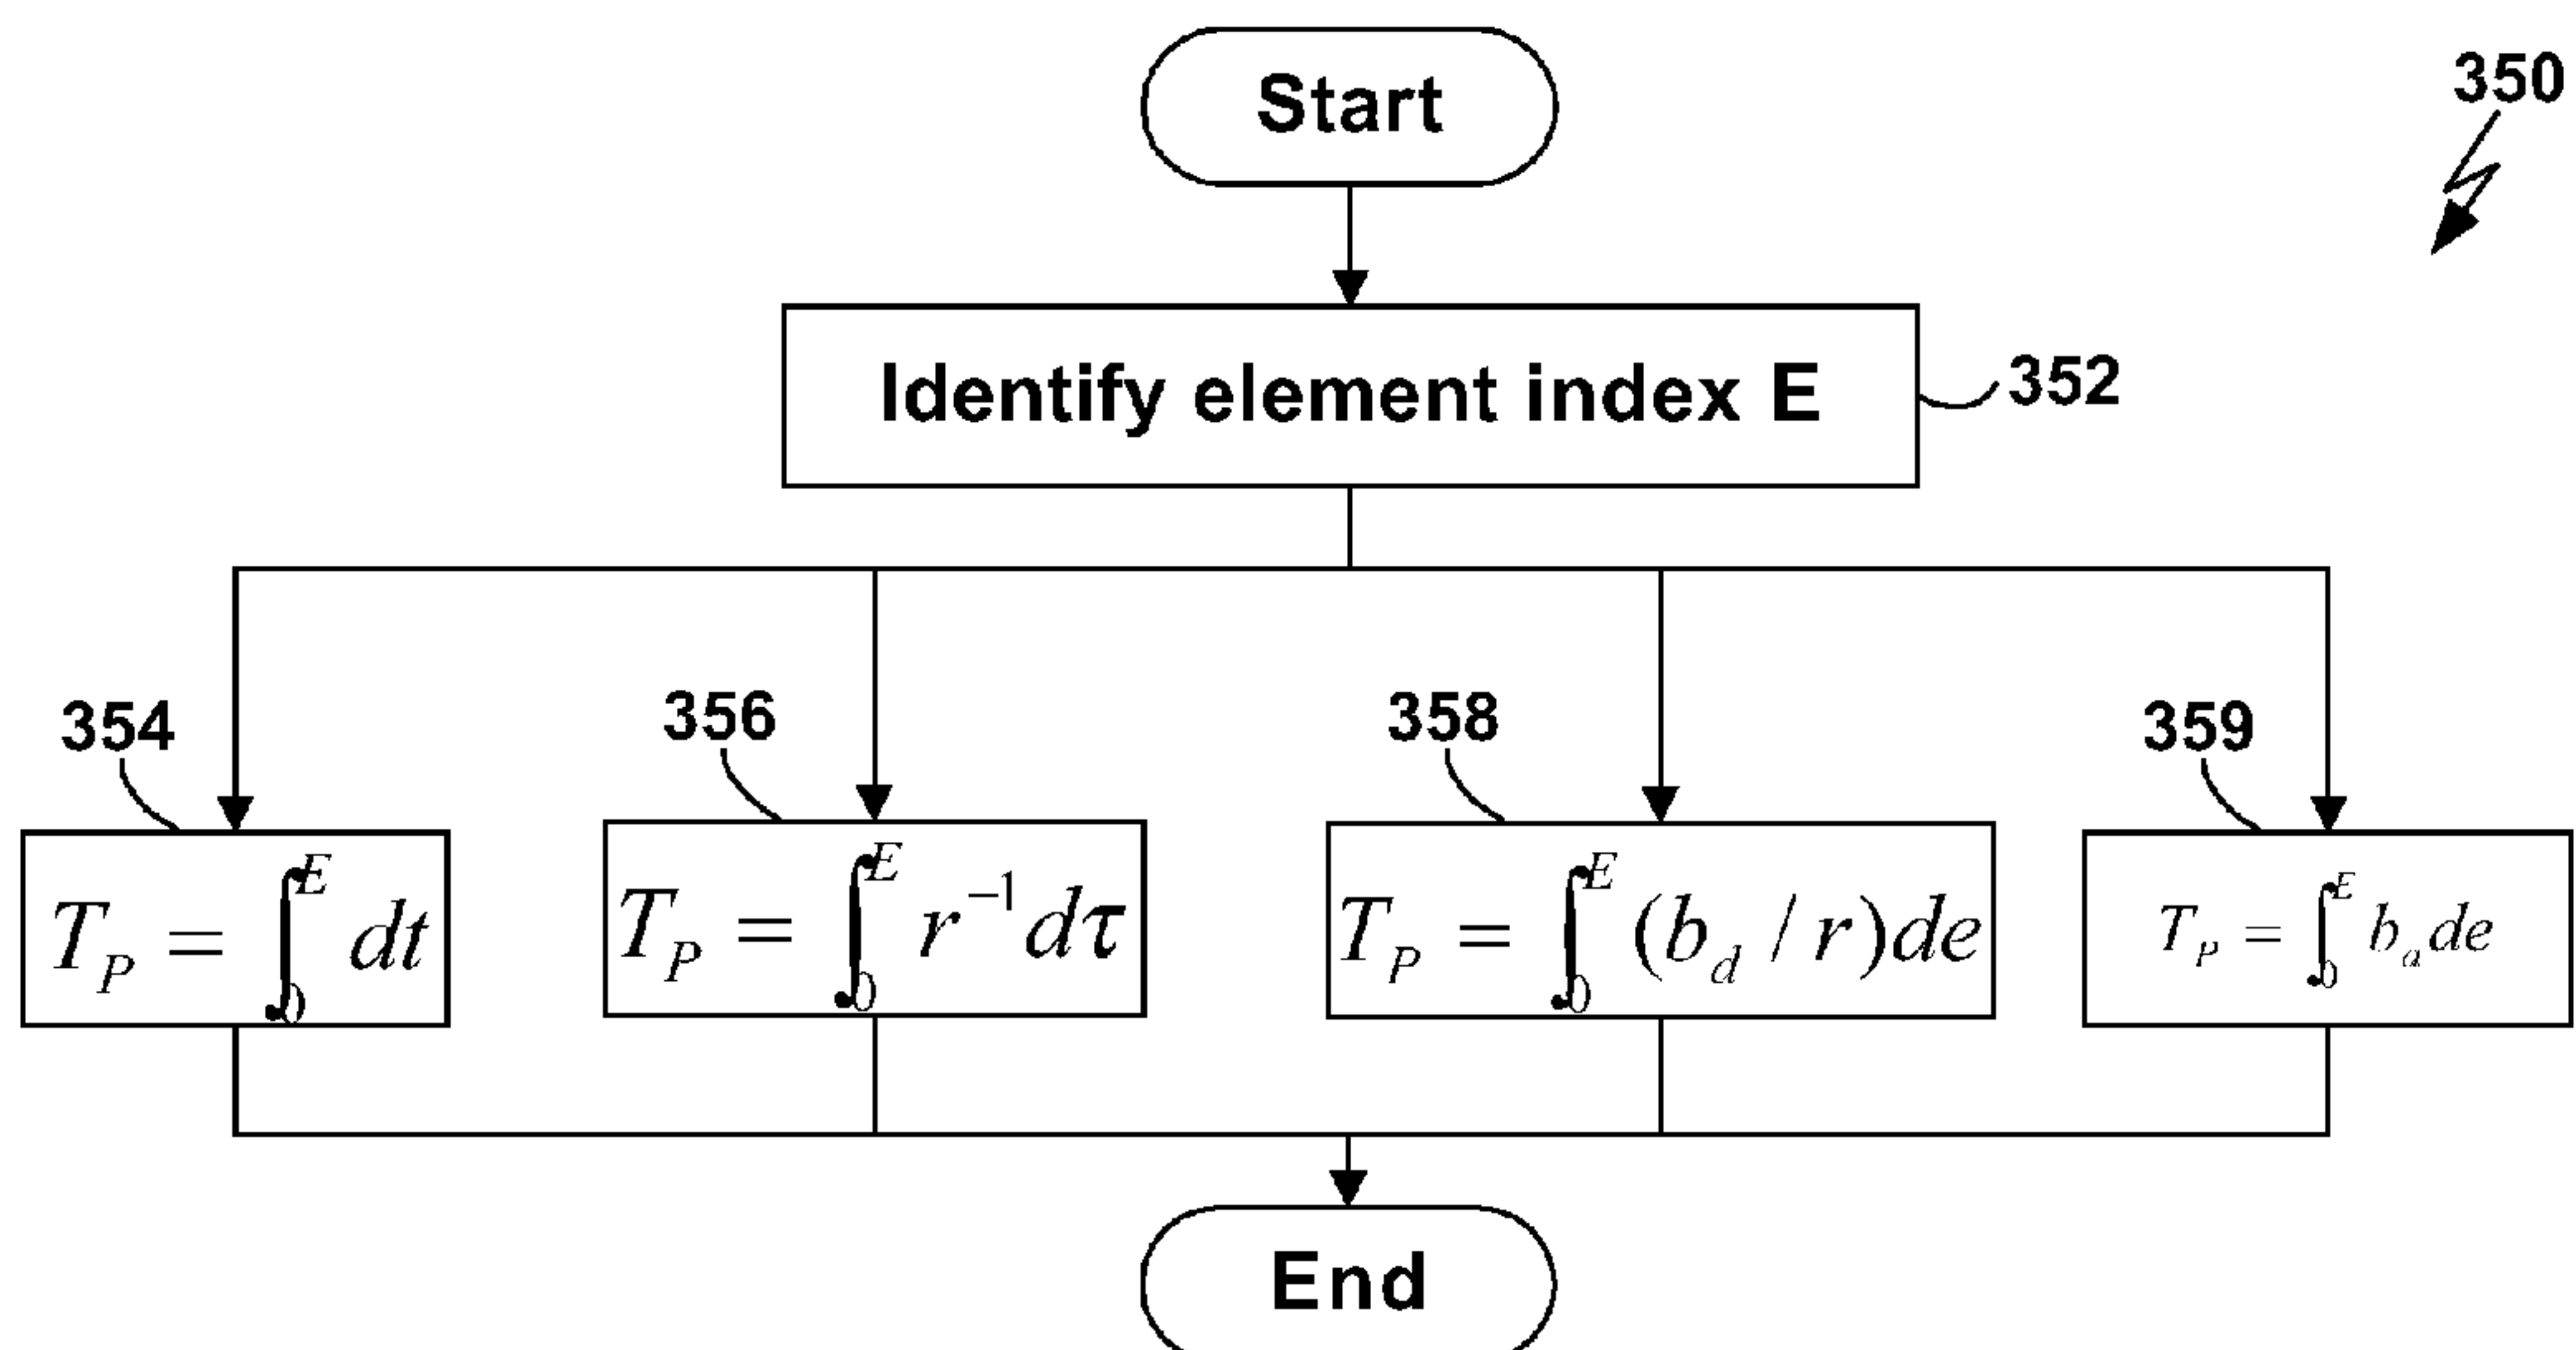 Start
350
Identify element index E
352
354
356
358
359
T_P = ∫_0^E dt
T_P = ∫_0^E r^{-1} dτ
T_P = ∫_0^E (b_d / r) de
T_P = ∫_0^E b_a de
End